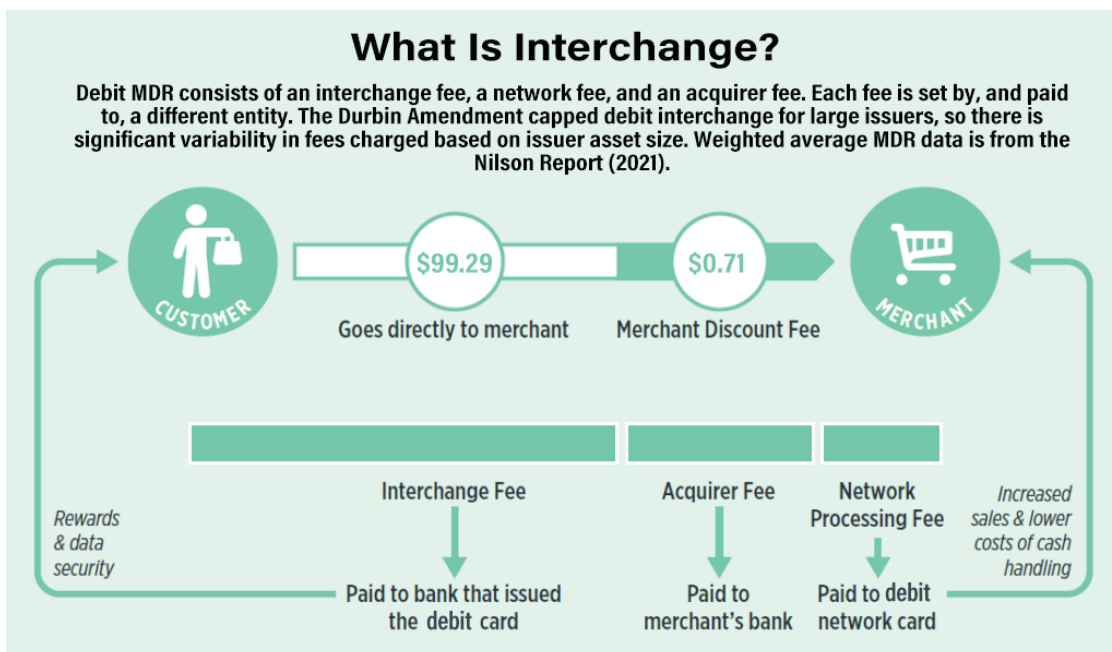 What Is Interchange?
Debit MDR consists of an interchange fee, a network fee, and an acquirer fee. Each fee is set by, and paid
to, a different entity. The Durbin Amendment capped debit interchange for large issuers, so there is
significant variability in fees charged based on issuer asset size. Weighted average MDR data is from the
Nilson Report (2021).
CUSTOMER
$99.29
$0.71
MERCHANT
Goes directly to merchant
Merchant Discount Fee
Interchange Fee
Acquirer Fee
Network
Processing Fee
Rewards
& data
security
Increased
sales & lower
costs of cash
handling
Paid to bank that issued
the debit card
Paid to
merchant's bank
Paid to debit
network card